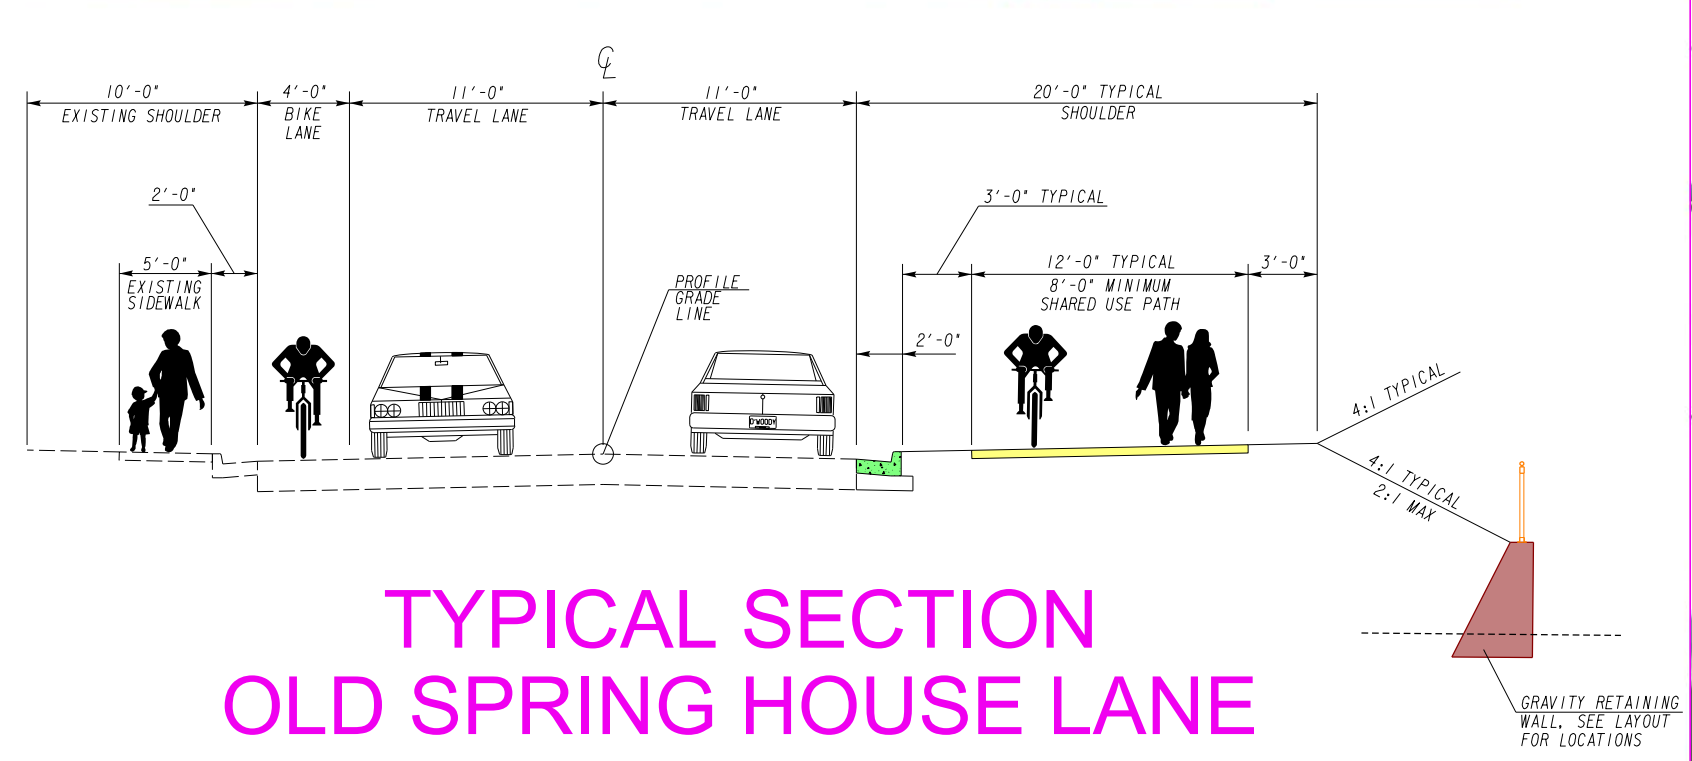 ℄
10'-0"
EXISTING SHOULDER
4'-0"
BIKE
LANE
11'-0"
TRAVEL LANE
11'-0"
TRAVEL LANE
20'-0" TYPICAL
SHOULDER
2'-0"
3'-0" TYPICAL
5'-0"
EXISTING
SIDEWALK
PROFILE
GRADE
LINE
12'-0" TYPICAL
8'-0" MINIMUM
SHARED USE PATH
3'-0"
2'-0"
O'WOODY
4:1 TYPICAL
4:1 TYPICAL
2:1 MAX
TYPICAL SECTION
OLD SPRING HOUSE LANE
GRAVITY RETAINING
WALL, SEE LAYOUT
FOR LOCATIONS